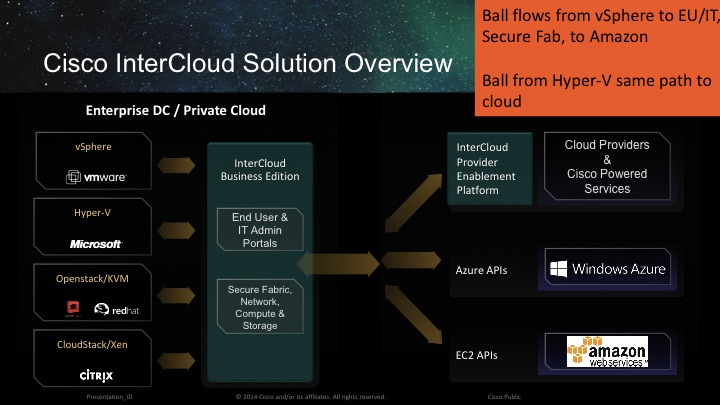 Ball flows from vSphere to EU/IT,
Secure Fab, to Amazon
Ball from Hyper-V same path to
cloud
Cisco InterCloud Solution Overview
Enterprise DC / Private Cloud
vSphere
vmware
Hyper-V
Microsoft
Openstack/KVM
redhat
CloudStack/Xen
CITRIX
InterCloud
Business Edition
End User &
IT Admin
Portals
Secure Fabric,
Network,
Compute &
Storage
InterCloud
Provider
Enablement
Platform
Cloud Providers
&
Cisco Powered
Services
Azure APIs
Windows Azure
EC2 APIs
amazon
webservices
Presentation_ID
© 2014 Cisco and/or its affiliates. All rights reserved.
Cisco Public